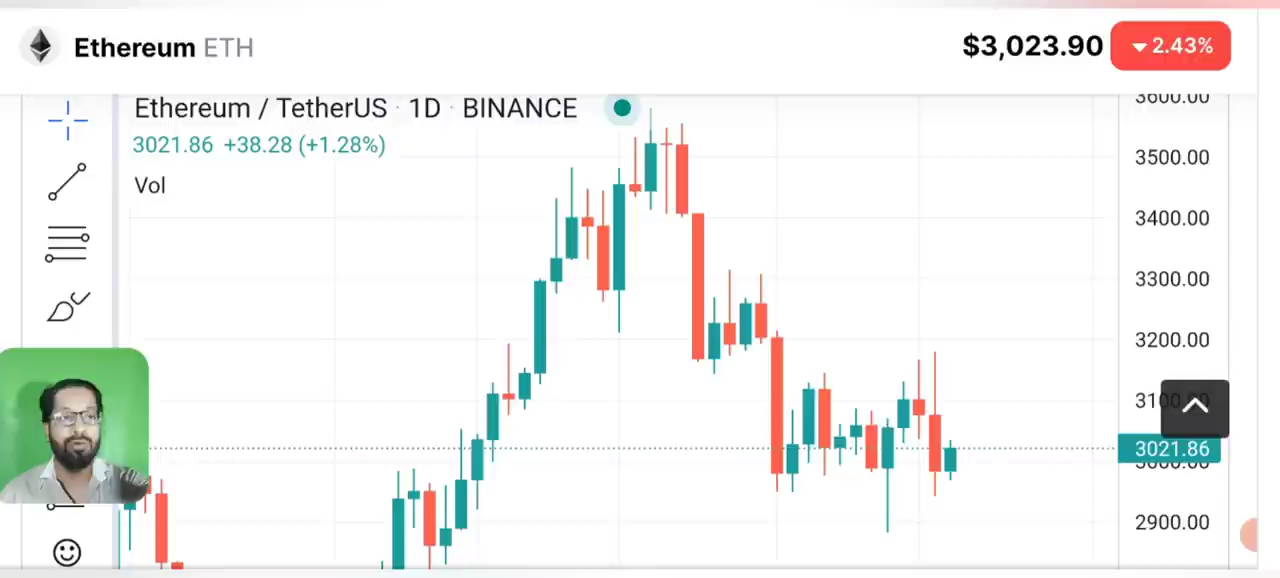 Ethereum ETH
$3,023.90 2.43%
Ethereum / TetherUS · 1D · BINANCE
3021.86 +38.28 (+1.28%)
Vol
3600.00
3500.00
3400.00
3300.00
3200.00
3021.86
2900.00